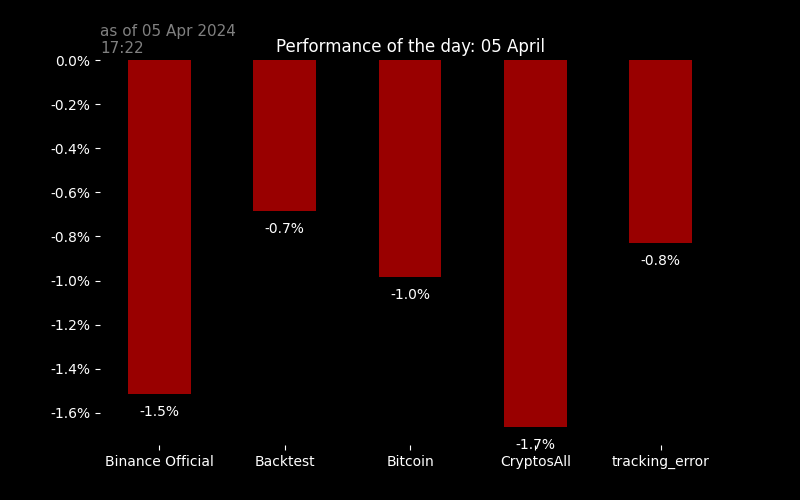 as of 05 Apr 2024
17:22
Performance of the day: 05 April
0.0%
-0.2%
-0.4%
-0.6%
-0.8%
-1.0%
-1.2%
-1.4%
-1.6%
-1.5%
-0.7%
-1.0%
-1.7%
-0.8%
Binance Official
Backtest
Bitcoin
CryptosAll
tracking_error